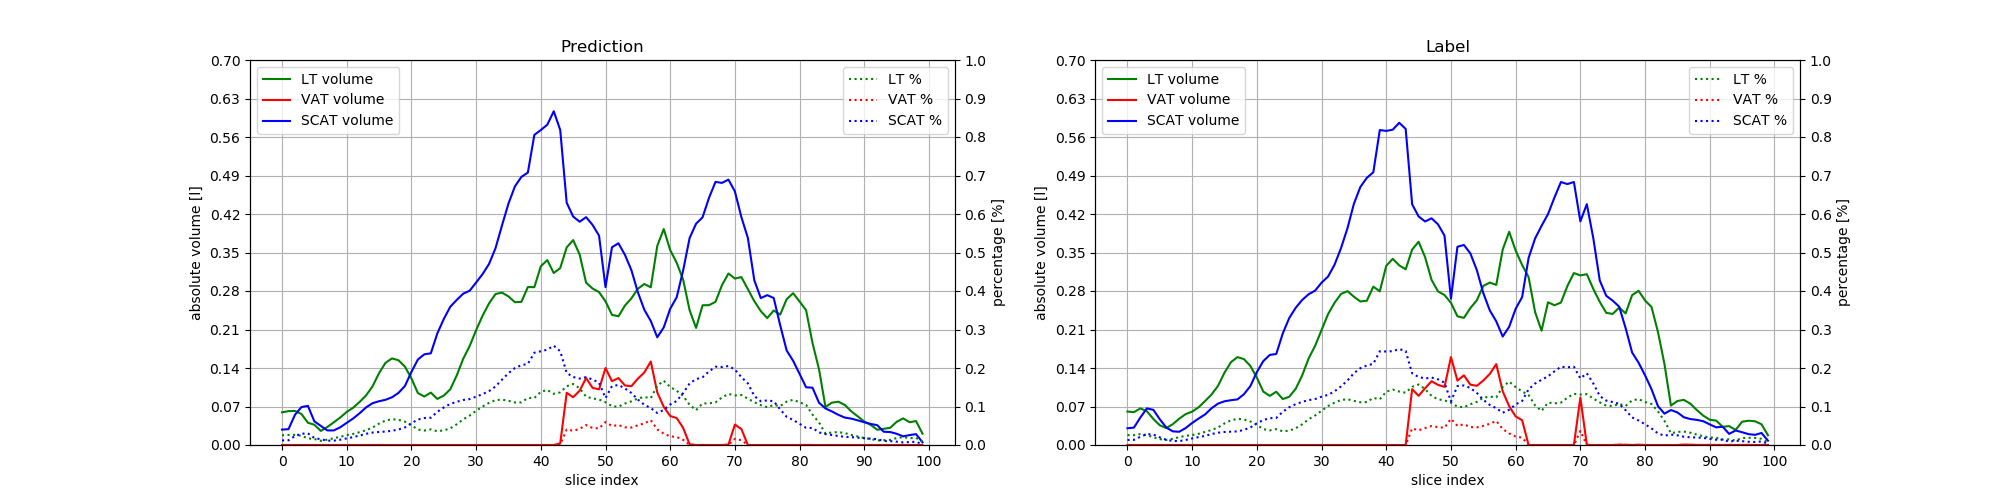 Prediction
LT volume
VAT volume
SCAT volume
LT %
VAT %
SCAT %
absolute volume [l]
0.70
0.63
0.56
0.49
0.42
0.35
0.28
0.21
0.14
0.07
0.00
1.0
0.9
0.8
0.7
0.6
0.5
0.4
0.3
0.2
0.1
0.0
percentage [%]
0 10 20 30 40 50 60 70 80 90 100
slice index
Label
LT volume
VAT volume
SCAT volume
LT %
VAT %
SCAT %
absolute volume [l]
0.70
0.63
0.56
0.49
0.42
0.35
0.28
0.21
0.14
0.07
0.00
1.0
0.9
0.8
0.7
0.6
0.5
0.4
0.3
0.2
0.1
0.0
percentage [%]
0 10 20 30 40 50 60 70 80 90 100
slice index